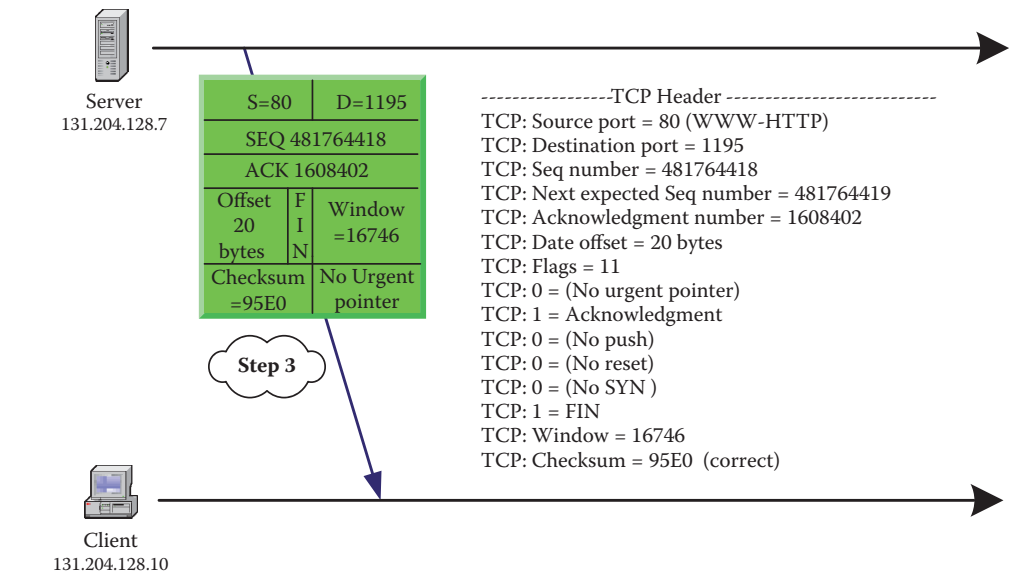 Server
131.204.128.7
S=80 D=1195
SEQ 481764418
ACK 1608402
Offset
20
bytes
F
I
N
Window
=16746
Checksum
=95E0
No Urgent
pointer
Step 3
-----------------TCP Header ---------------------------
TCP: Source port = 80 (WWW-HTTP)
TCP: Destination port = 1195
TCP: Seq number = 481764418
TCP: Next expected Seq number = 481764419
TCP: Acknowledgment number = 1608402
TCP: Date offset = 20 bytes
TCP: Flags = 11
TCP: 0 = (No urgent pointer)
TCP: 1 = Acknowledgment
TCP: 0 = (No push)
TCP: 0 = (No reset)
TCP: 0 = (No SYN )
TCP: 1 = FIN
TCP: Window = 16746
TCP: Checksum = 95E0 (correct)
Client
131.204.128.10